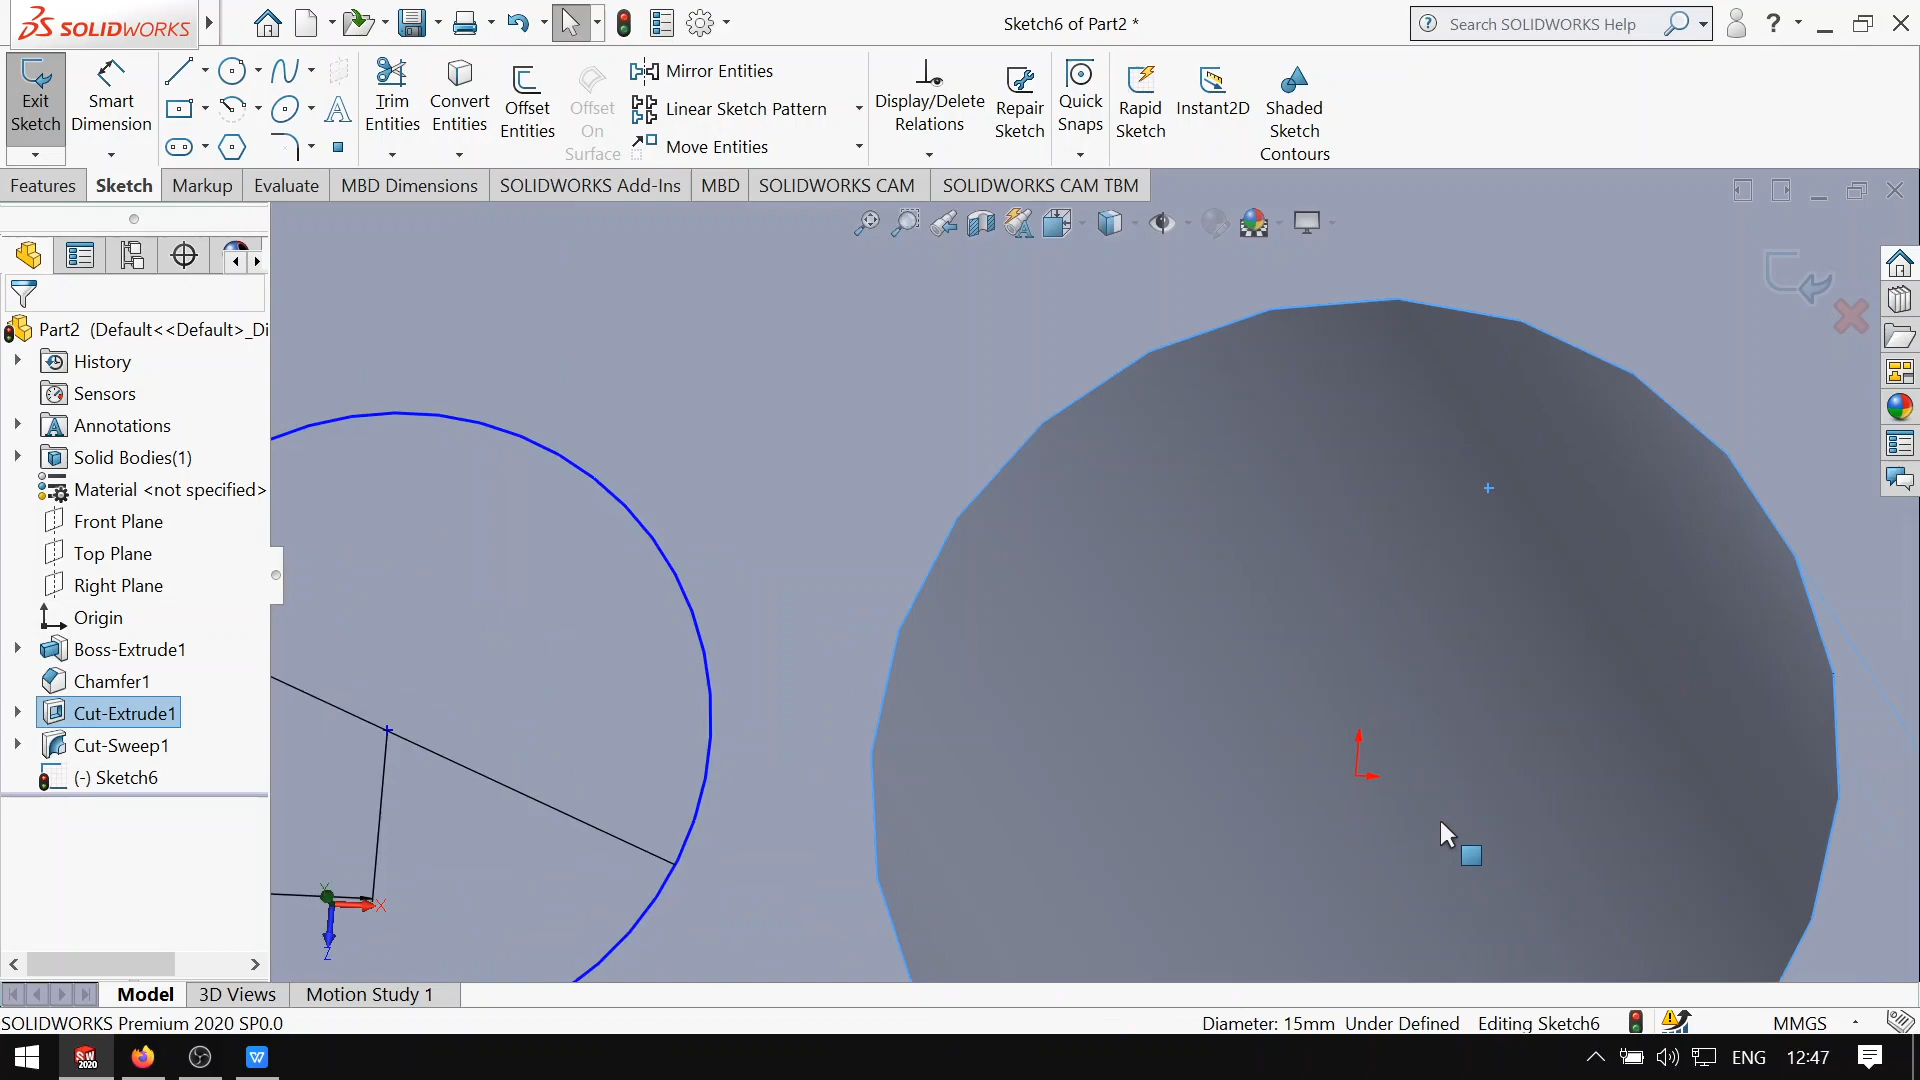 SOLIDWORKS
Sketch6 of Part2 *
Search SOLIDWORKS Help
?
Exit Sketch
Smart Dimension
Trim Entities
Convert Entities
Offset Entities
Offset On Surface
Mirror Entities
Linear Sketch Pattern
Move Entities
Display/Delete Relations
Repair Sketch
Quick Snaps
Rapid Sketch
Instant2D
Shaded Sketch Contours
Features
Sketch
Markup
Evaluate
MBD Dimensions
SOLIDWORKS Add-Ins
MBD
SOLIDWORKS CAM
SOLIDWORKS CAM TBM
Part2 (Default<<Default>_Di
History
Sensors
Annotations
Solid Bodies(1)
Material <not specified>
Front Plane
Top Plane
Right Plane
Origin
Boss-Extrude1
Chamfer1
Cut-Extrude1
Cut-Sweep1
(-) Sketch6
Y
X
Z
Model
3D Views
Motion Study 1
SOLIDWORKS Premium 2020 SP0.0
Diameter: 15mm Under Defined Editing Sketch6
MMGS
SW 2020
W
ENG
12:47